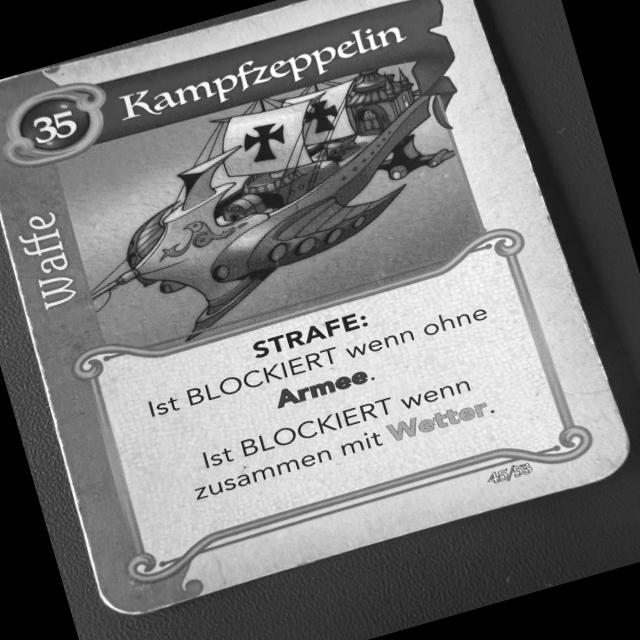 Kampfzeppelin
35
Waffe
STRAFE:
Ist BLOCKIERT wenn ohne
Armee.
Ist BLOCKIERT wenn
zusammen mit Wetter.
45/53